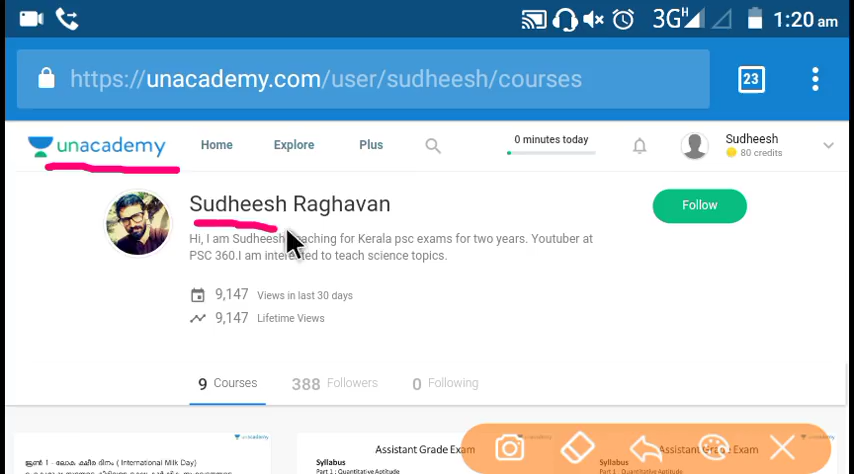 3G H 1:20 am
https://unacademy.com/user/sudheesh/courses 23
unacademy Home Explore Plus 0 minutes today Sudheesh
80 credits
Sudheesh Raghavan Follow
Hi, I am Sudheesh teaching for Kerala psc exams for two years. Youtuber at
PSC 360.I am interested to teach science topics.
9,147 Views in last 30 days
9,147 Lifetime Views
9 Courses 388 Followers 0 Following
unacademy unacademy
ജൂൺ 1 - ലോക ക്ഷീര ദിനം ( International Milk Day) Assistant Grade Exam Assistant Grade Exam
Syllabus Syllabus
Part 1 : Quantitative Aptitude Part 1 : Quantitative Aptitude